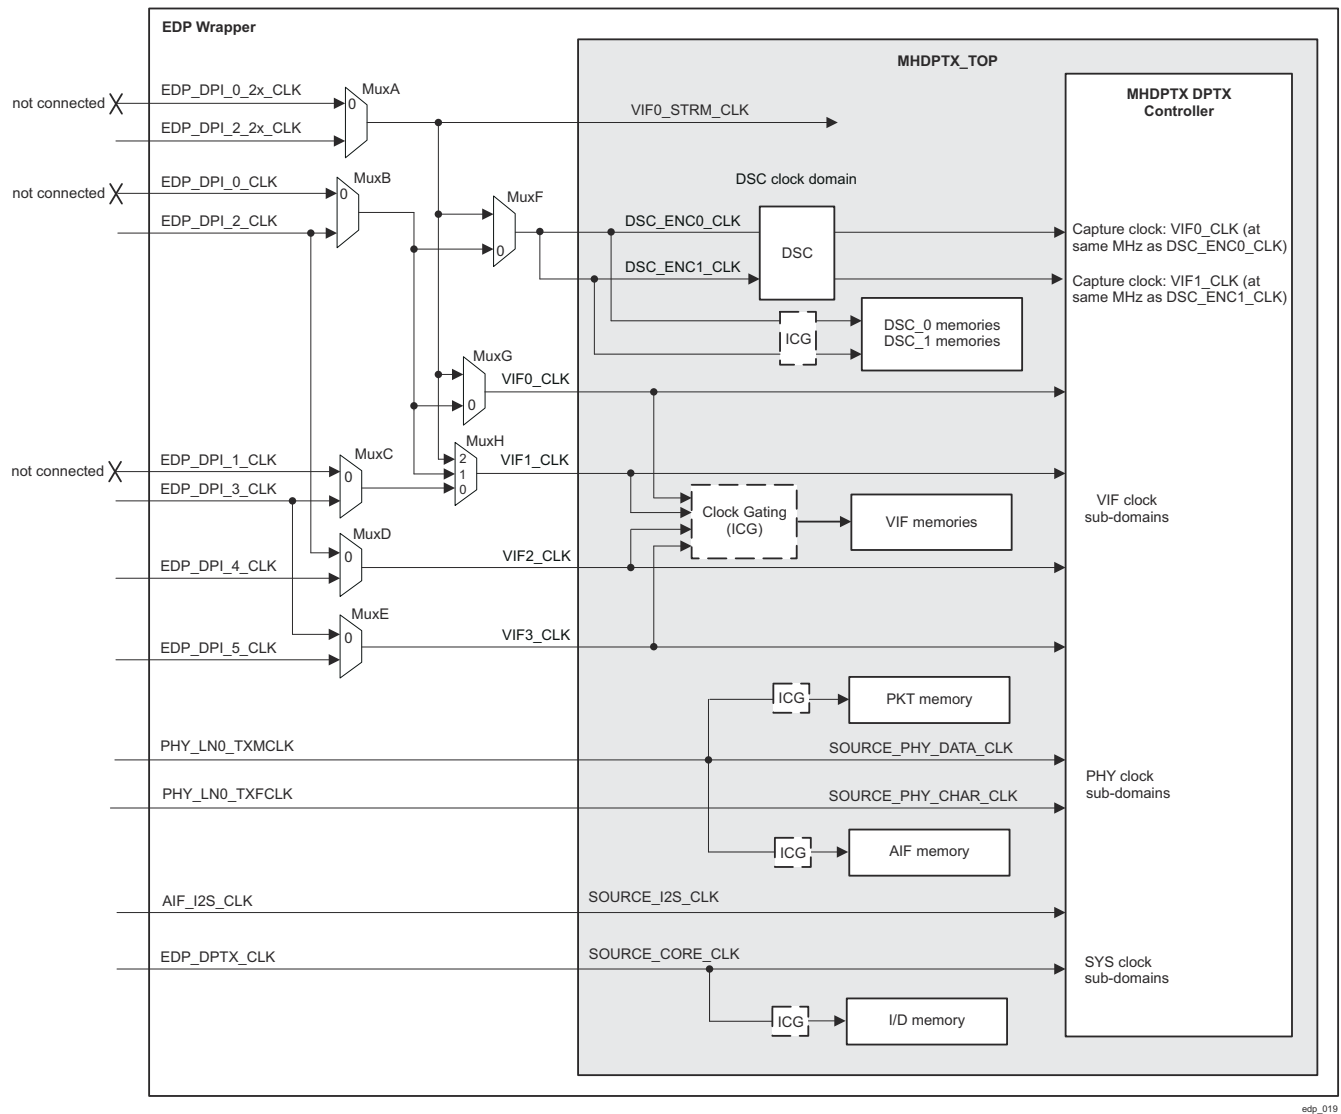 EDP Wrapper
MHDPTX_TOP
MHDPTX DPTX
Controller
not connected
EDP_DPI_0_2x_CLK
MuxA
0
EDP_DPI_2_2x_CLK
VIF0_STRM_CLK
not connected
EDP_DPI_0_CLK
MuxB
0
EDP_DPI_2_CLK
MuxF
0
DSC clock domain
DSC_ENC0_CLK
DSC_ENC1_CLK
DSC
Capture clock: VIF0_CLK (at
same MHz as DSC_ENC0_CLK)
Capture clock: VIF1_CLK (at
same MHz as DSC_ENC1_CLK)
ICG
DSC_0 memories
DSC_1 memories
MuxG
0
VIF0_CLK
not connected
EDP_DPI_1_CLK
MuxC
0
EDP_DPI_3_CLK
MuxH
2
1
0
VIF1_CLK
Clock Gating
(ICG)
VIF memories
VIF clock
sub-domains
MuxD
0
EDP_DPI_4_CLK
VIF2_CLK
MuxE
0
EDP_DPI_5_CLK
VIF3_CLK
ICG
PKT memory
PHY_LN0_TXMCLK
SOURCE_PHY_DATA_CLK
PHY_LN0_TXFCLK
SOURCE_PHY_CHAR_CLK
PHY clock
sub-domains
ICG
AIF memory
AIF_I2S_CLK
SOURCE_I2S_CLK
EDP_DPTX_CLK
SOURCE_CORE_CLK
SYS clock
sub-domains
ICG
I/D memory
edp_019